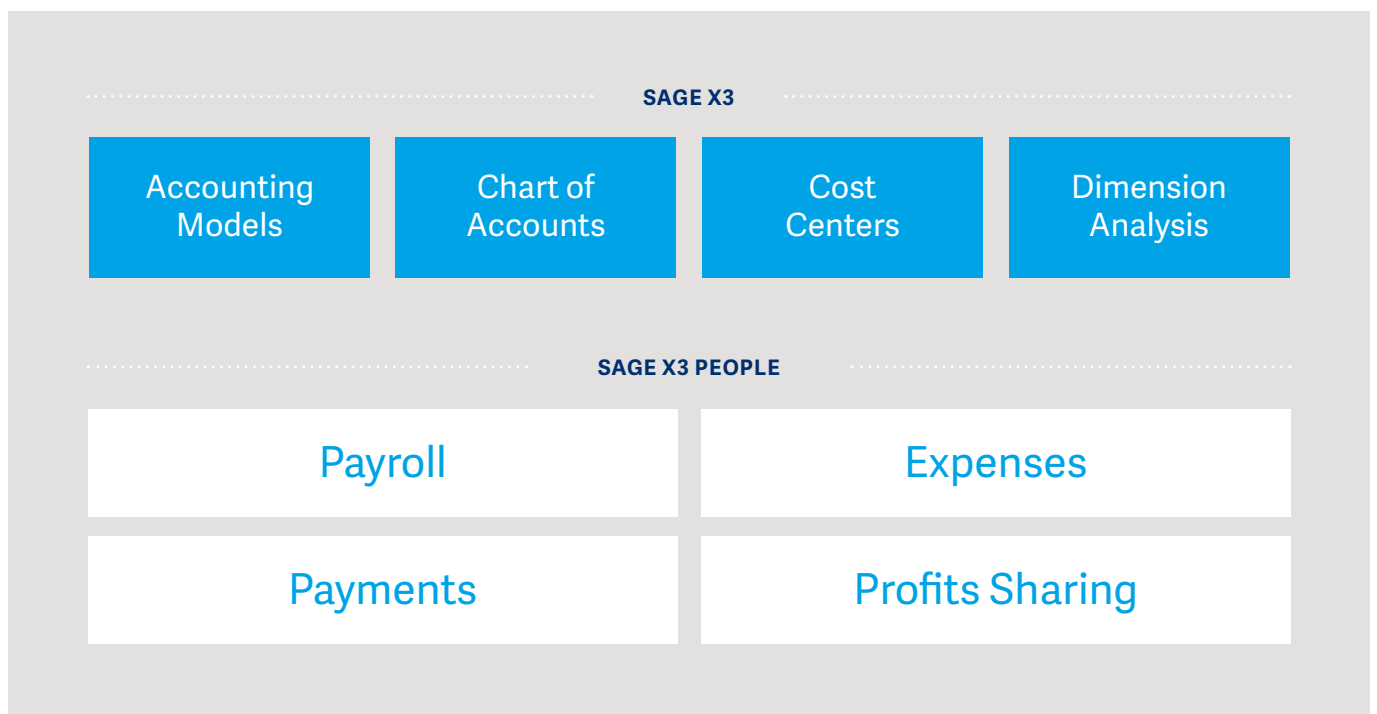 SAGE X3
Accounting
Models
Chart of
Accounts
Cost
Centers
Dimension
Analysis
SAGE X3 PEOPLE
Payroll
Expenses
Payments
Profits Sharing